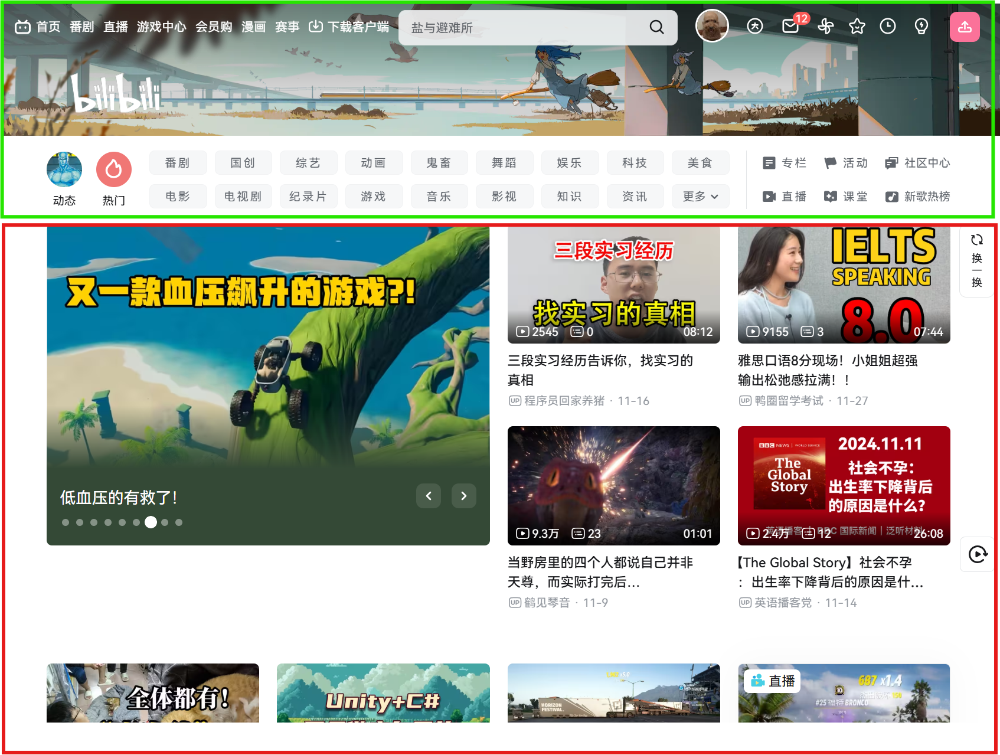 首页 番剧 直播 游戏中心 会员购 漫画 赛事 下载客户端 盐与避难所 12
bilibili
番剧 国创 综艺 动画 鬼畜 舞蹈 娱乐 科技 美食 专栏 活动 社区中心
动态 热门
电影 电视剧 纪录片 游戏 音乐 影视 知识 资讯 更多 直播 课堂 新歌热榜
又一款血压飙升的游戏?!
低血压的有救了!
三段实习经历
找实习的真相
2545 0 08:12
三段实习经历告诉你，找实习的
真相
UP 程序员回家养猪 · 11-16
IELTS
SPEAKING
8.0
9155 3 07:44
雅思口语8分现场！小姐姐超强
输出松弛感拉满！！
UP 鸭圈留学考试 · 11-27
换
一
换
9.3万 23 01:01
当野房里的四个人都说自己并非
天尊，而实际打完后...
UP 鹤见琴音 · 11-9
BBC NEWS | WORLD SERVICE
The
Global
Story
2024.11.11
社会不孕：
出生率下降背后
的原因是什么?
英语播客 | BBC 国际新闻 | 泛听材料
2.4万 12 26:08
【The Global Story】社会不孕
：出生率下降背后的原因是什...
UP 英语播客党 · 11-14
全体都有!
Unity+C#
x5.0
HORIZON
FESTIVAL
直播
687 x1.4
10
150
#25 福特 BRONCO